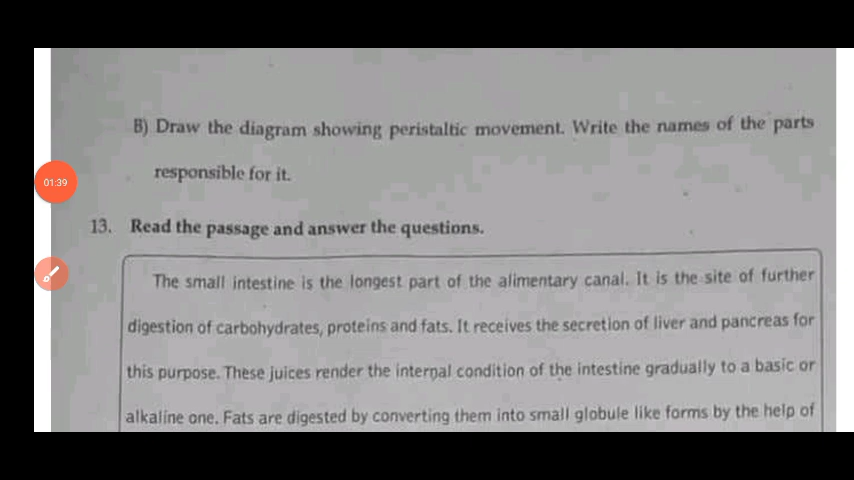 B) Draw the diagram showing peristaltic movement. Write the names of the parts
responsible for it.
01:39
13. Read the passage and answer the questions.
The small intestine is the longest part of the alimentary canal. It is the site of further
digestion of carbohydrates, proteins and fats. It receives the secretion of liver and pancreas for
this purpose. These juices render the internal condition of the intestine gradually to a basic or
alkaline one. Fats are digested by converting them into small globule like forms by the help of